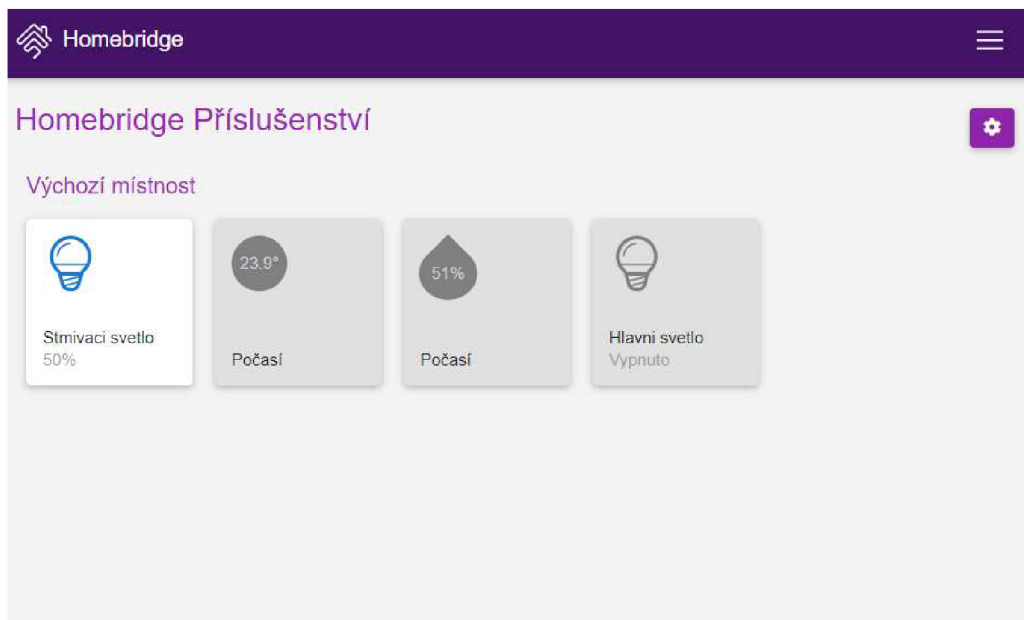 Homebridge
Homebridge Příslušenství
Výchozí místnost
23.9°
51%
Stmivaci svetlo
50%
Počasí
Počasí
Hlavni svetlo
Vypnuto